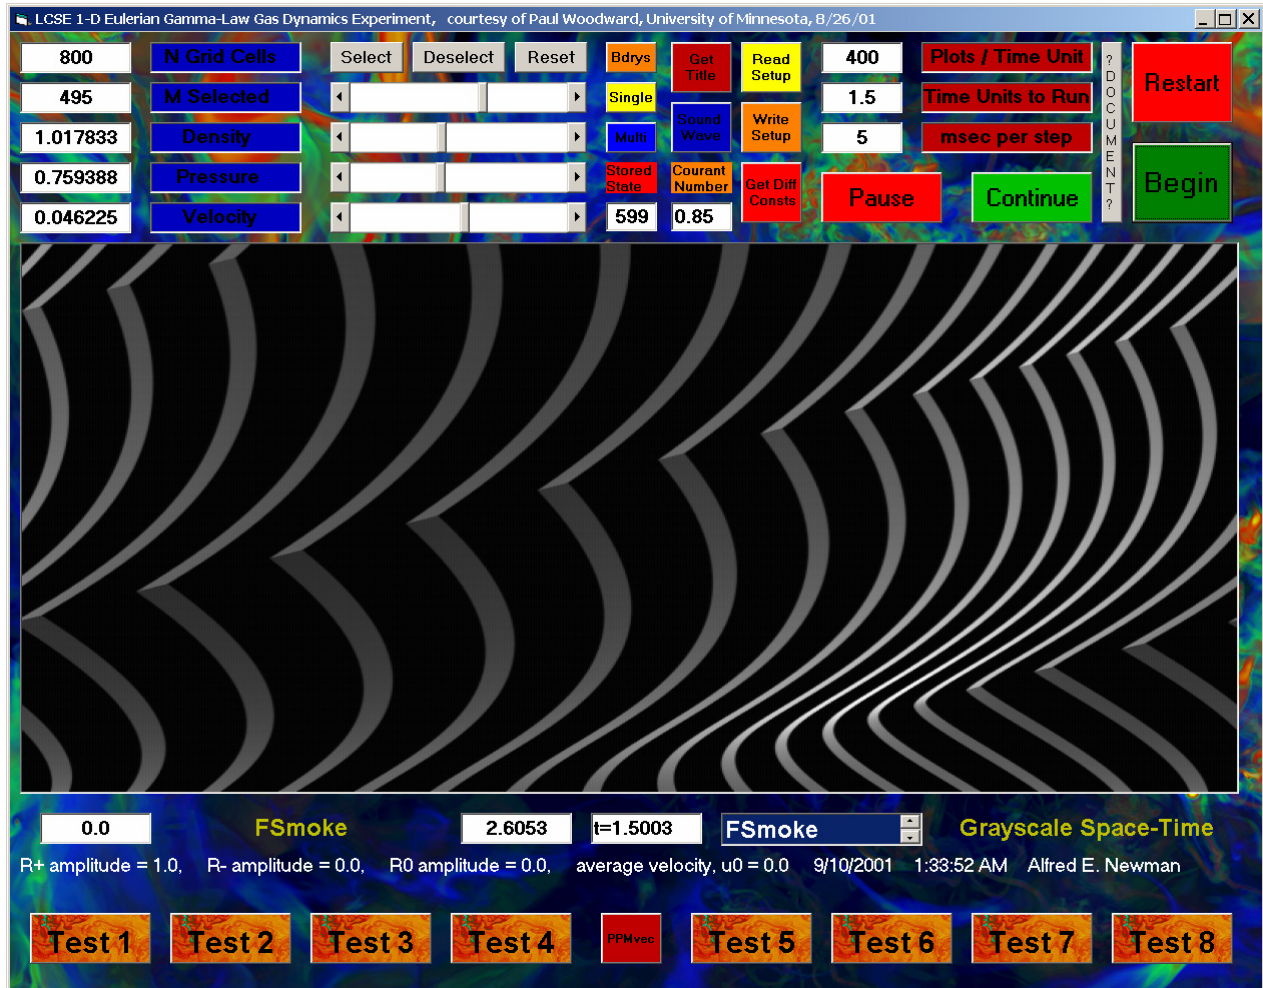 LCSE 1-D Eulerian Gamma-Law Gas Dynamics Experiment, courtesy of Paul Woodward, University of Minnesota, 8/26/01
800 N Grid Cells Select Deselect Reset Bdrys Get Title Read Setup 400 Plots / Time Unit ?DOCUMENT? Restart
495 M Selected Single 1.5 Time Units to Run
1.017833 Density Multi Sound Wave Write Setup 5 msec per step
0.759388 Pressure Stored State Courant Number Get Diff Consts Pause Continue Begin
0.046225 Velocity 599 0.85
0.0 FSmoke 2.6053 t=1.5003 FSmoke Grayscale Space-Time
R+ amplitude = 1.0, R- amplitude = 0.0, R0 amplitude = 0.0, average velocity, u0 = 0.0 9/10/2001 1:33:52 AM Alfred E. Newman
Test 1 Test 2 Test 3 Test 4 PPMvec Test 5 Test 6 Test 7 Test 8